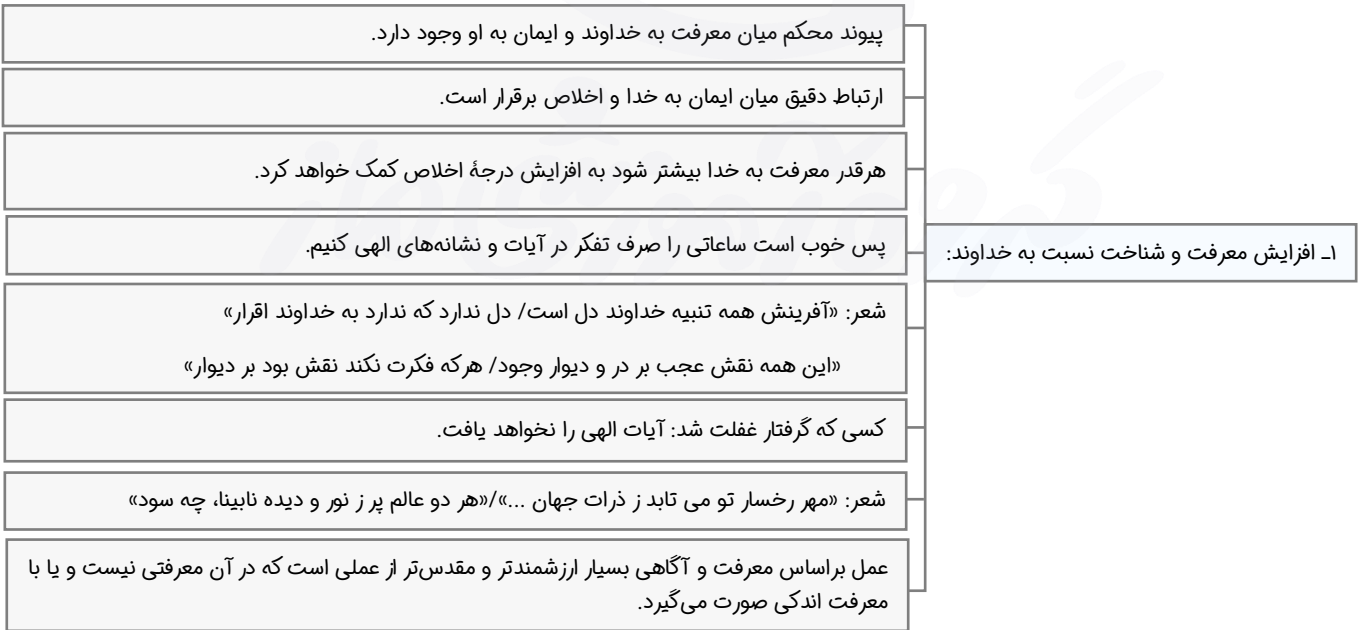 ۱ـ افزایش معرفت و شناخت نسبت به خداوند:
پیوند محکم میان معرفت به خداوند و ایمان به او وجود دارد.
ارتباط دقیق میان ایمان به خدا و اخلاص برقرار است.
هرقدر معرفت به خدا بیشتر شود به افزایش درجۀ اخلاص کمک خواهد کرد.
پس خوب است ساعاتی را صرف تفکر در آیات و نشانه‌های الهی کنیم.
شعر: «آفرینش همه تنبیه خداوند دل است/ دل ندارد که ندارد به خداوند اقرار»
«این همه نقش عجب بر در و دیوار وجود/ هرکه فکرت نکند نقش بود بر دیوار»
کسی که گرفتار غفلت شد: آیات الهی را نخواهد یافت.
شعر: «مهر رخسار تو می تابد ز ذرات جهان ...»/«هر دو عالم پر ز نور و دیده نابینا، چه سود»
عمل براساس معرفت و آگاهی بسیار ارزشمندتر و مقدس‌تر از عملی است که در آن معرفتی نیست و یا با
معرفت اندکی صورت می‌گیرد.